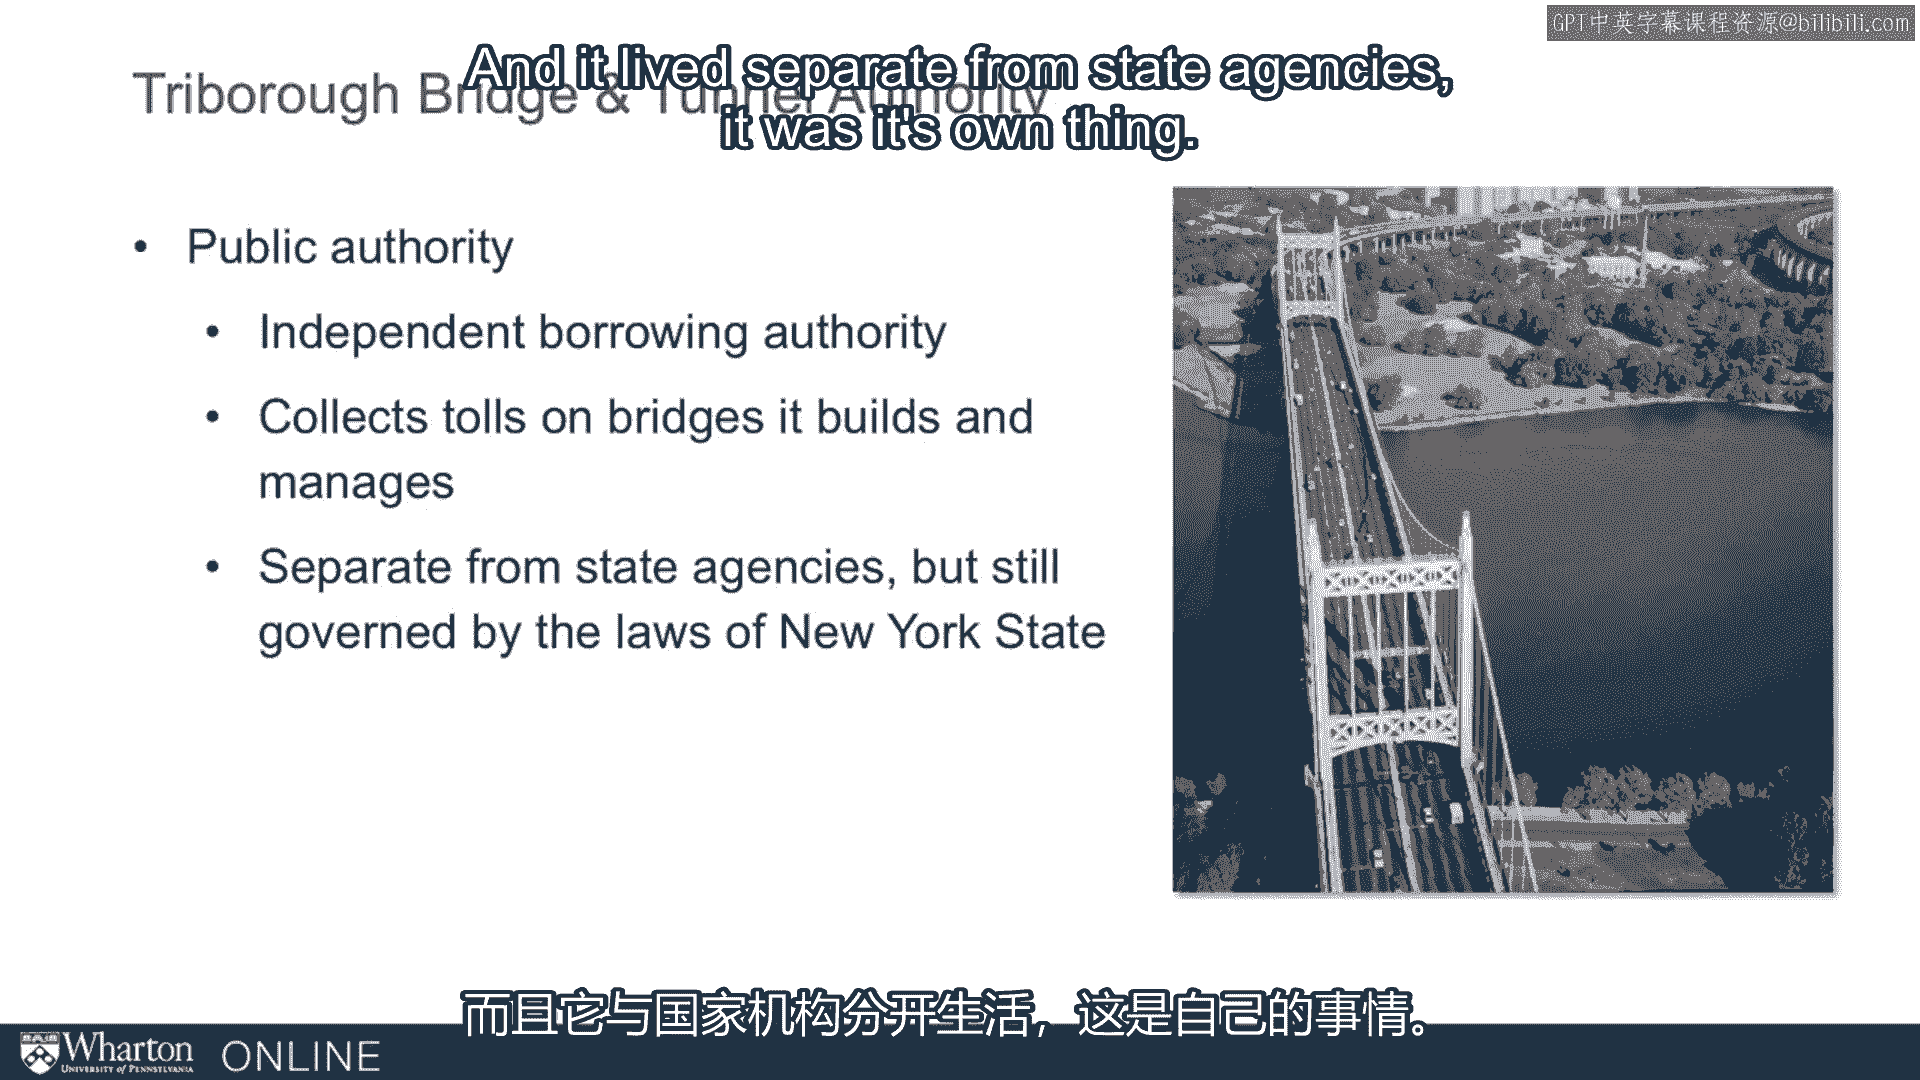 GPT中英字幕课程资源@bilibili.com
And it lived separate from state agencies,
it was it's own thing.
Triborough Bridge & Tunnel Authority
• Public authority
• Independent borrowing authority
• Collects tolls on bridges it builds and
manages
• Separate from state agencies, but still
governed by the laws of New York State
而且它与国家机构分开生活，这是自己的事情。
Wharton
UNIVERSITY OF PENNSYLVANIA
ONLINE